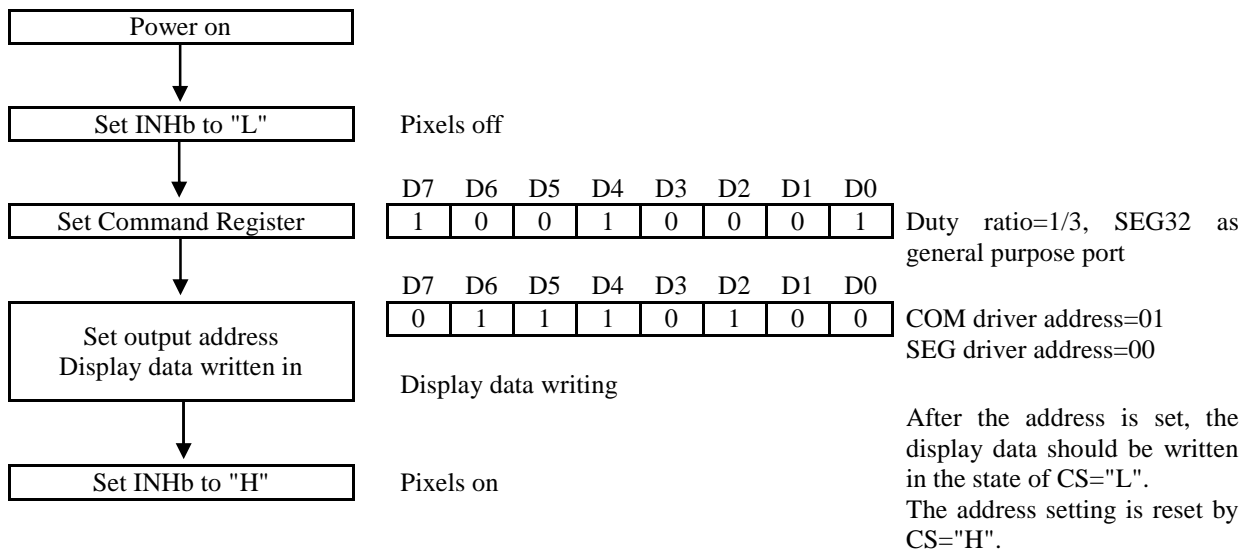 Power on
Set INHb to "L"
Pixels off
D7 D6 D5 D4 D3 D2 D1 D0
Set Command Register
1 0 0 1 0 0 0 1
Duty ratio=1/3, SEG32 as
general purpose port
D7 D6 D5 D4 D3 D2 D1 D0
0 1 1 1 0 1 0 0
Set output address
Display data written in
COM driver address=01
SEG driver address=00
Display data writing
After the address is set, the
display data should be written
in the state of CS="L".
The address setting is reset by
CS="H".
Set INHb to "H"
Pixels on